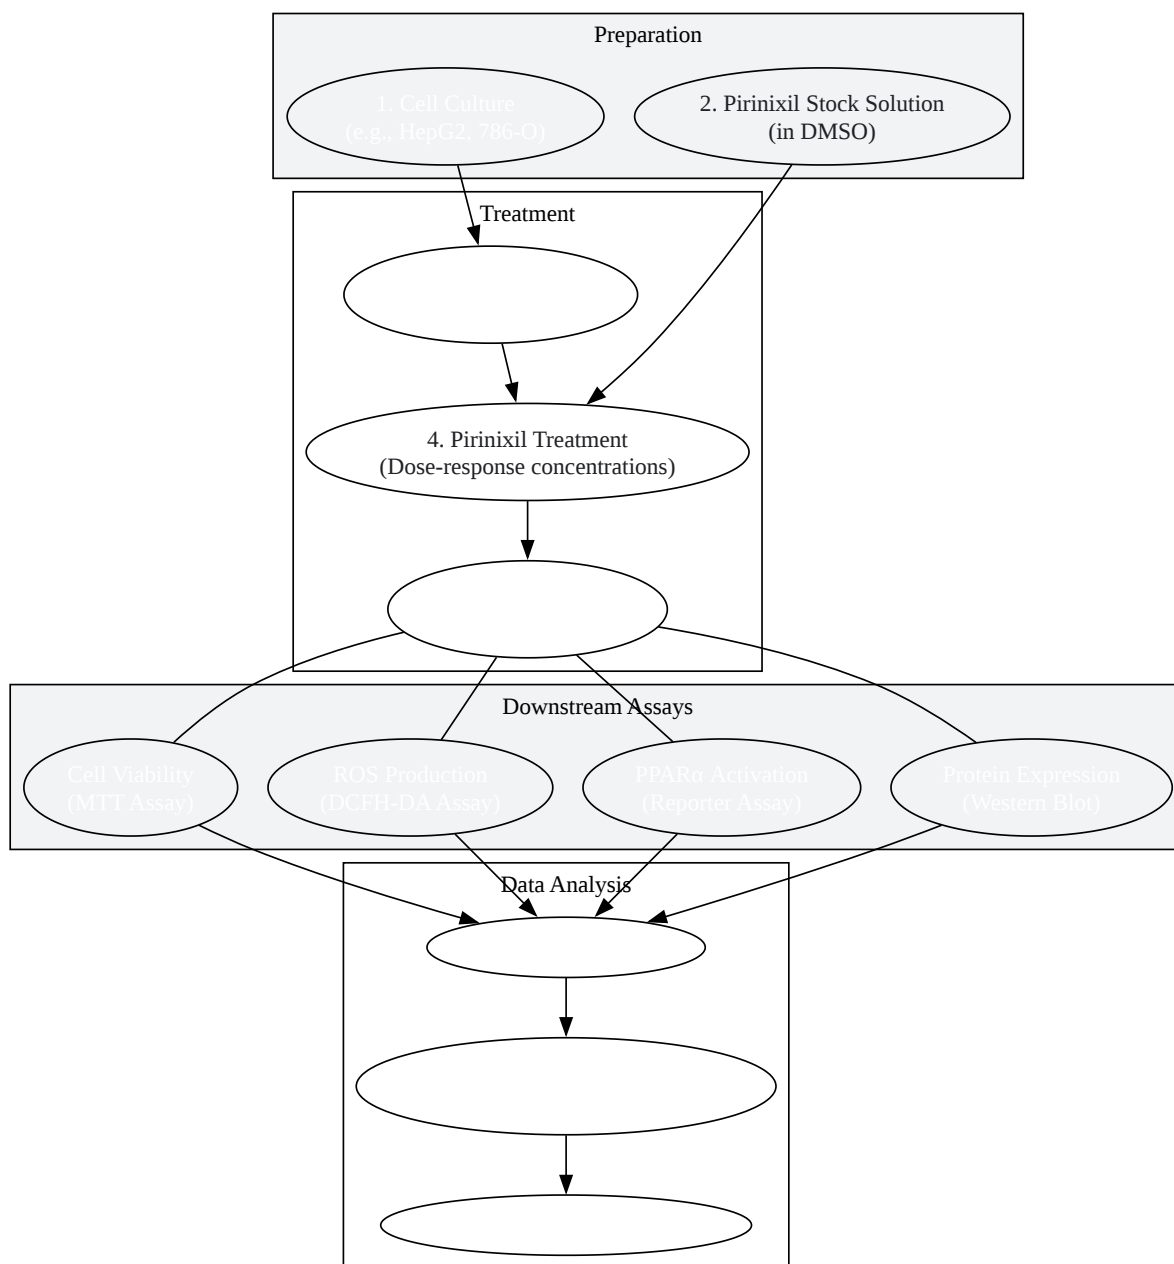 Preparation
1. Cell Culture
(e.g., HepG2, 786-O)
2. Pirinixil Stock Solution
(in DMSO)
Treatment
4. Pirinixil Treatment
(Dose-response concentrations)
Downstream Assays
Cell Viability
(MTT Assay)
ROS Production
(DCFH-DA Assay)
PPARα Activation
(Reporter Assay)
Protein Expression
(Western Blot)
Data Analysis